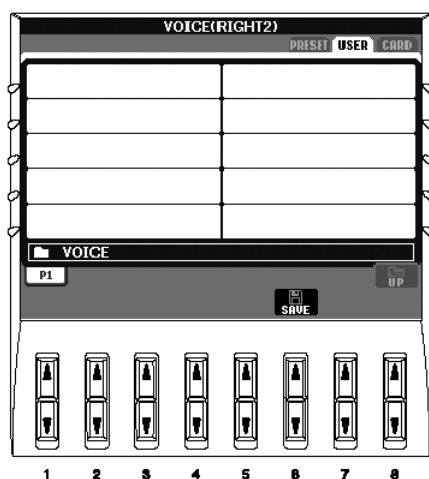 VOICE(RIGHT2)
PRESET USER CARD
VOICE
P1
UP
SAVE
1 2 3 4 5 6 7 8